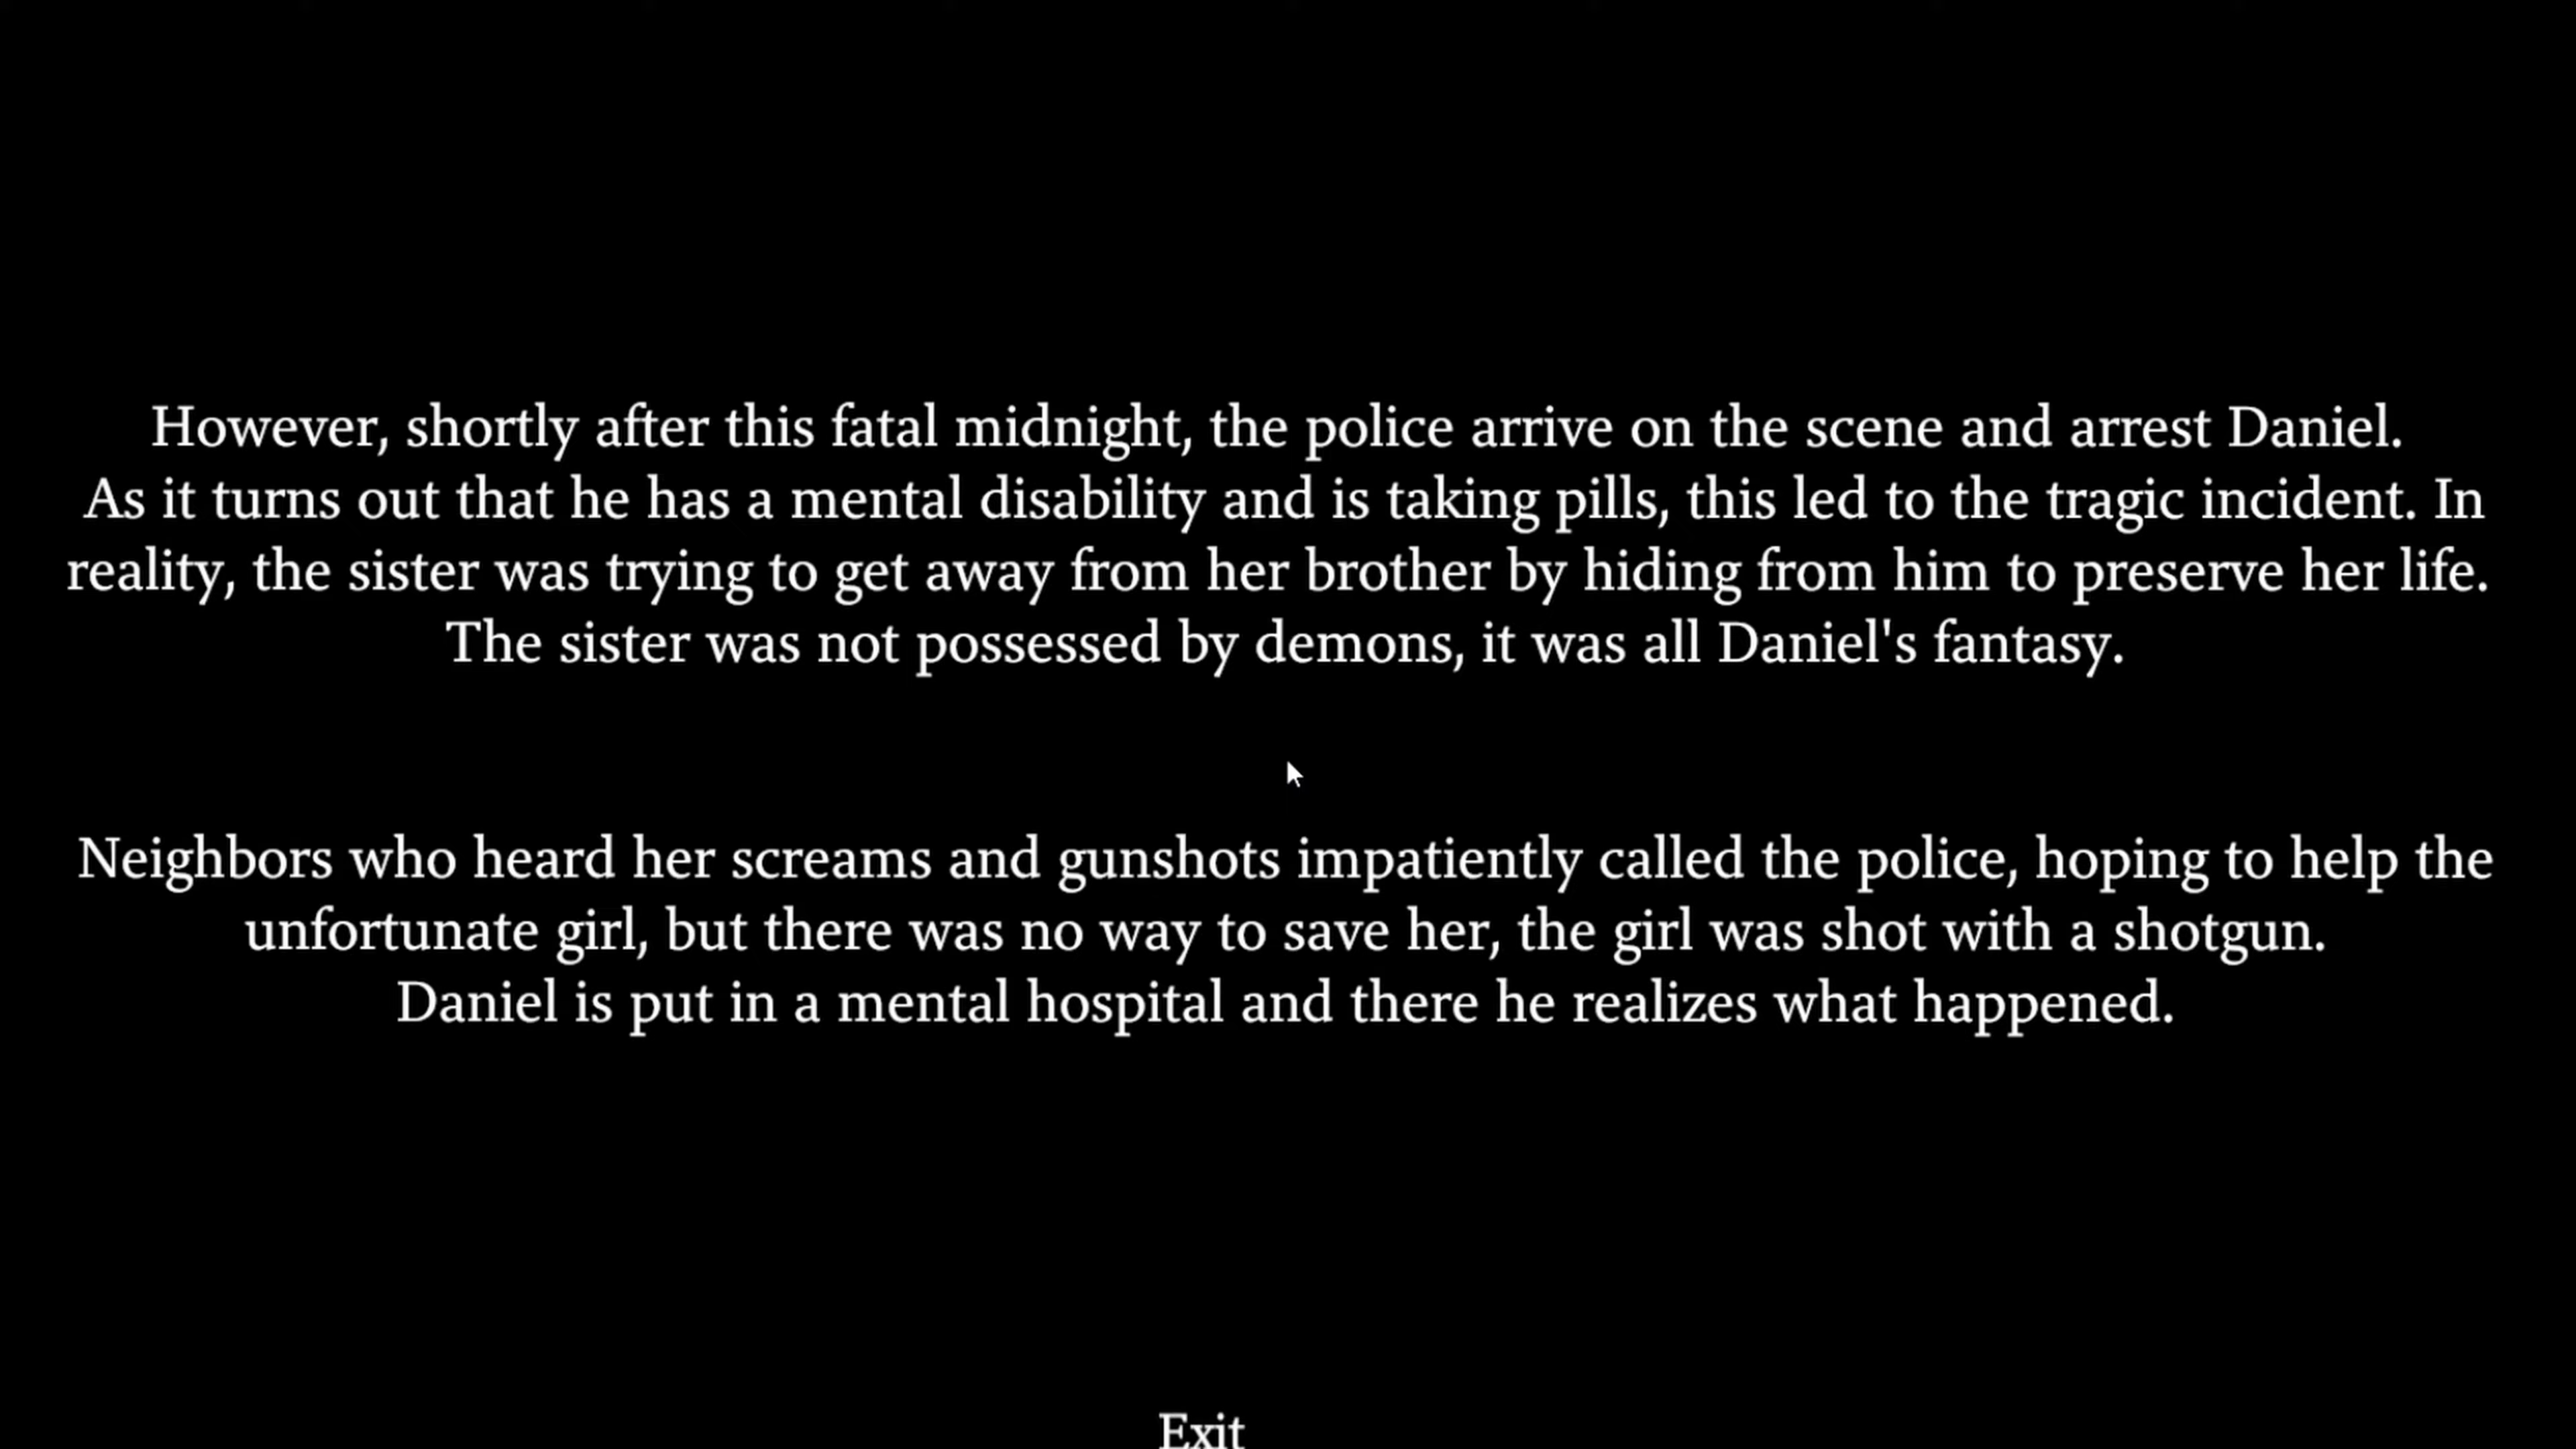 However, shortly after this fatal midnight, the police arrive on the scene and arrest Daniel.
As it turns out that he has a mental disability and is taking pills, this led to the tragic incident. In
reality, the sister was trying to get away from her brother by hiding from him to preserve her life.
The sister was not possessed by demons, it was all Daniel's fantasy.
Neighbors who heard her screams and gunshots impatiently called the police, hoping to help the
unfortunate girl, but there was no way to save her, the girl was shot with a shotgun.
Daniel is put in a mental hospital and there he realizes what happened.
Exit